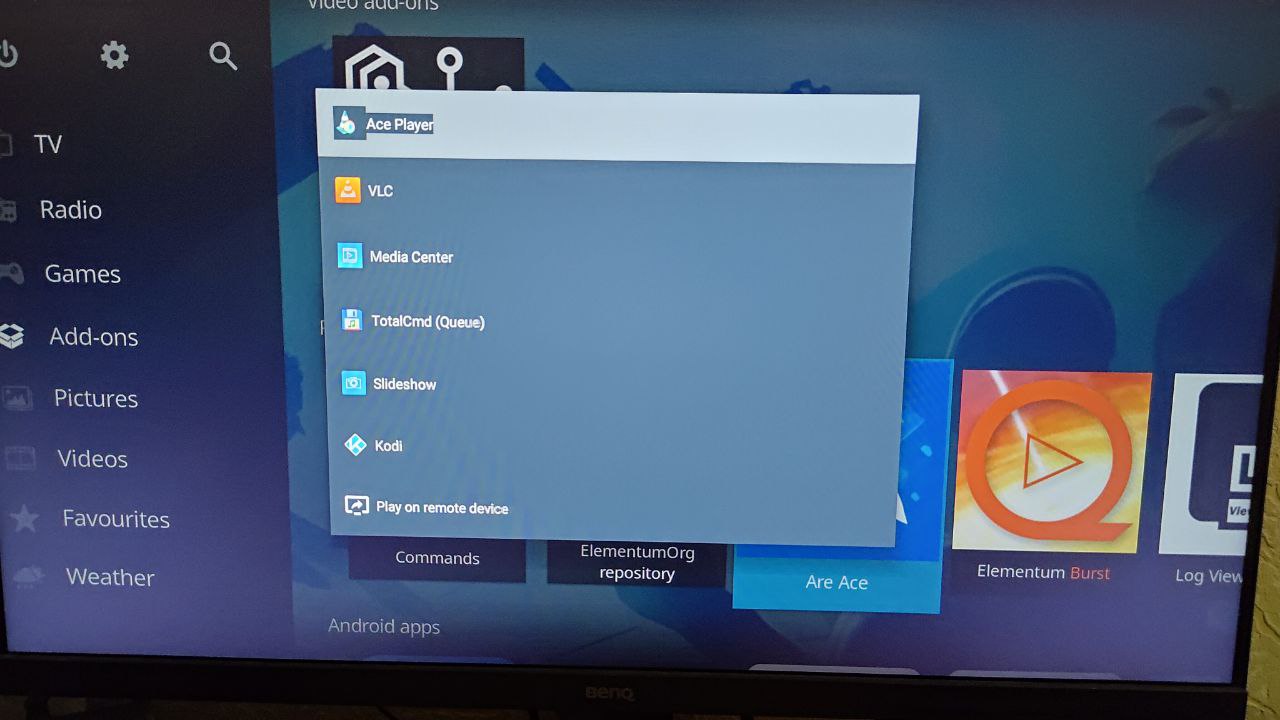 Video add-ons
TV
Radio
Games
Add-ons
Pictures
Videos
Favourites
Weather
Ace Player
VLC
Media Center
TotalCmd (Queue)
Slideshow
Kodi
Play on remote device
Commands
ElementumOrg
repository
Are Ace
Elementum Burst
Log View
Android apps
BenQ